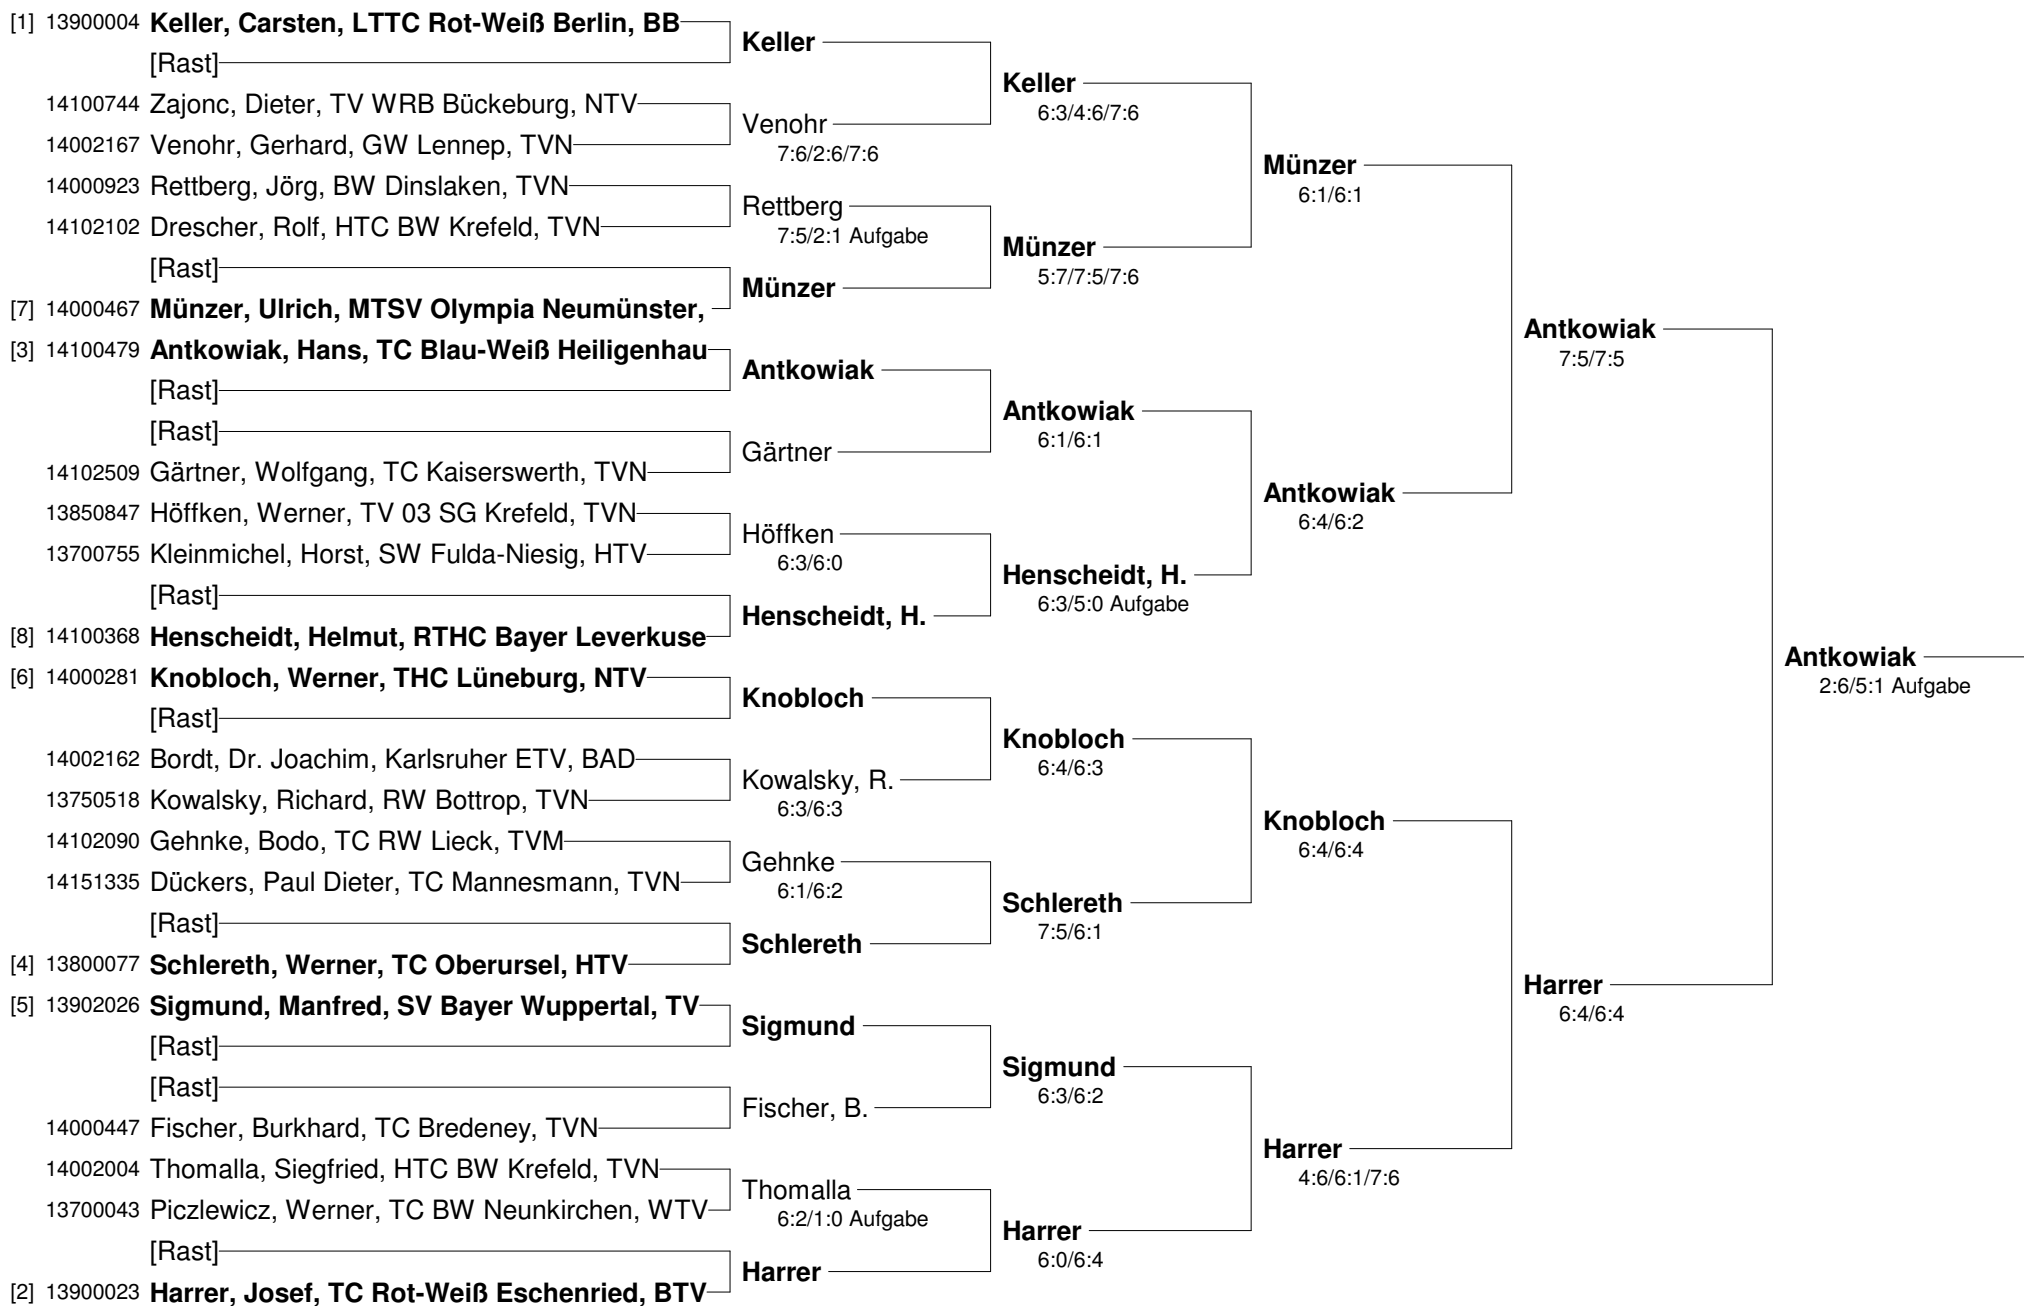 [1] 13900004 Keller, Carsten, LTTC Rot-Weiß Berlin, BB
[Rast]
14100744 Zajonc, Dieter, TV WRB Bückeburg, NTV
14002167 Venohr, Gerhard, GW Lennep, TVN
14000923 Rettberg, Jörg, BW Dinslaken, TVN
14102102 Drescher, Rolf, HTC BW Krefeld, TVN
[Rast]
[7] 14000467 Münzer, Ulrich, MTSV Olympia Neumünster,
[3] 14100479 Antkowiak, Hans, TC Blau-Weiß Heiligenhau
[Rast]
[Rast]
14102509 Gärtner, Wolfgang, TC Kaiserswerth, TVN
13850847 Höffken, Werner, TV 03 SG Krefeld, TVN
13700755 Kleinmichel, Horst, SW Fulda-Niesig, HTV
[Rast]
[8] 14100368 Henscheidt, Helmut, RTHC Bayer Leverkuse
[6] 14000281 Knobloch, Werner, THC Lüneburg, NTV
[Rast]
14002162 Bordt, Dr. Joachim, Karlsruher ETV, BAD
13750518 Kowalsky, Richard, RW Bottrop, TVN
14102090 Gehnke, Bodo, TC RW Lieck, TVM
14151335 Dückers, Paul Dieter, TC Mannesmann, TVN
[Rast]
[4] 13800077 Schlereth, Werner, TC Oberursel, HTV
[5] 13902026 Sigmund, Manfred, SV Bayer Wuppertal, TV
[Rast]
[Rast]
14000447 Fischer, Burkhard, TC Bredeney, TVN
14002004 Thomalla, Siegfried, HTC BW Krefeld, TVN
13700043 Piczlewicz, Werner, TC BW Neunkirchen, WTV
[Rast]
[2] 13900023 Harrer, Josef, TC Rot-Weiß Eschenried, BTV
Keller
Venohr
7:6/2:6/7:6
Rettberg
7:5/2:1 Aufgabe
Münzer
Antkowiak
Gärtner
Höffken
6:3/6:0
Henscheidt, H.
Knobloch
Kowalsky, R.
6:3/6:3
Gehnke
6:1/6:2
Schlereth
Sigmund
Fischer, B.
Thomalla
6:2/1:0 Aufgabe
Harrer
Keller
6:3/4:6/7:6
Münzer
5:7/7:5/7:6
Antkowiak
6:1/6:1
Henscheidt, H.
6:3/5:0 Aufgabe
Knobloch
6:4/6:3
Schlereth
7:5/6:1
Sigmund
6:3/6:2
Harrer
6:0/6:4
Münzer
6:1/6:1
Antkowiak
6:4/6:2
Knobloch
6:4/6:4
Harrer
4:6/6:1/7:6
Antkowiak
7:5/7:5
Harrer
6:4/6:4
Antkowiak
2:6/5:1 Aufgabe